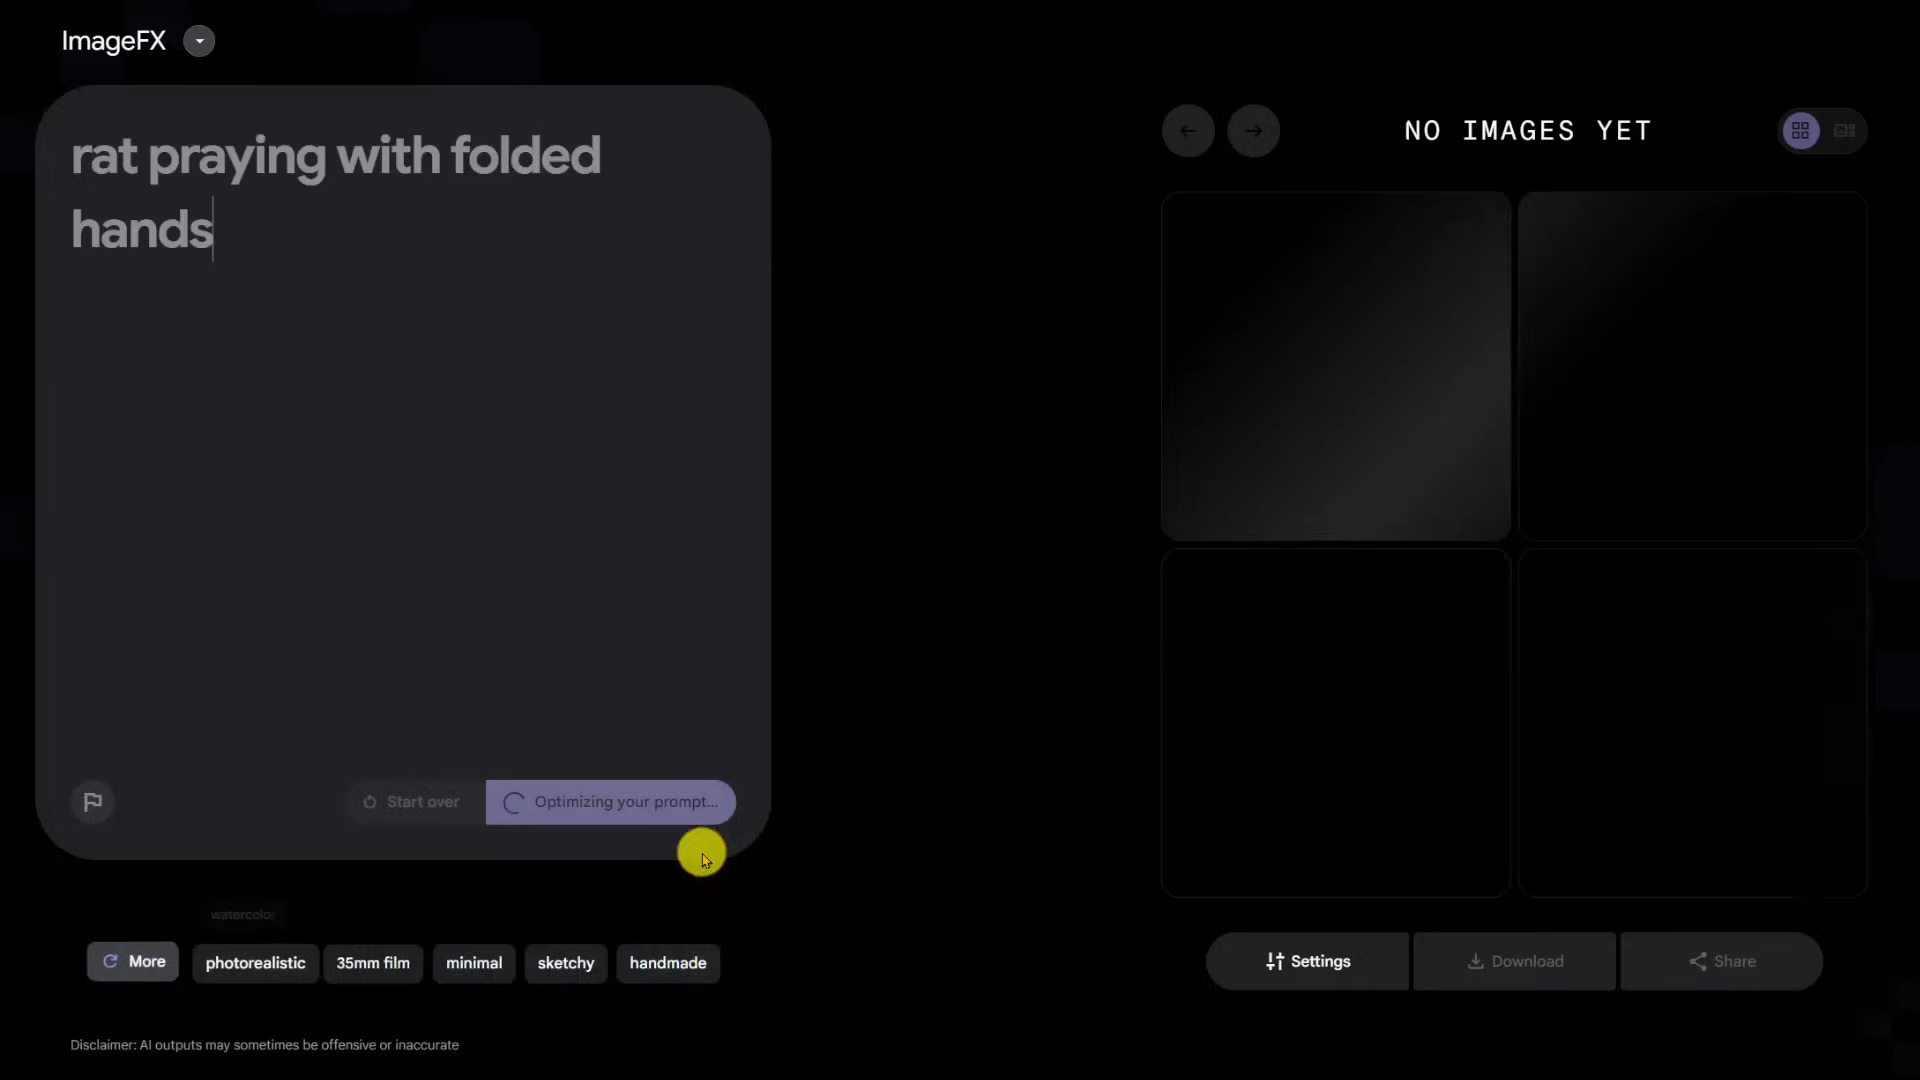 ImageFX
rat praying with folded
hands
NO IMAGES YET
Start over
Optimizing your prompt...
watercolor
More
photorealistic
35mm film
minimal
sketchy
handmade
Settings
Download
Share
Disclaimer: AI outputs may sometimes be offensive or inaccurate